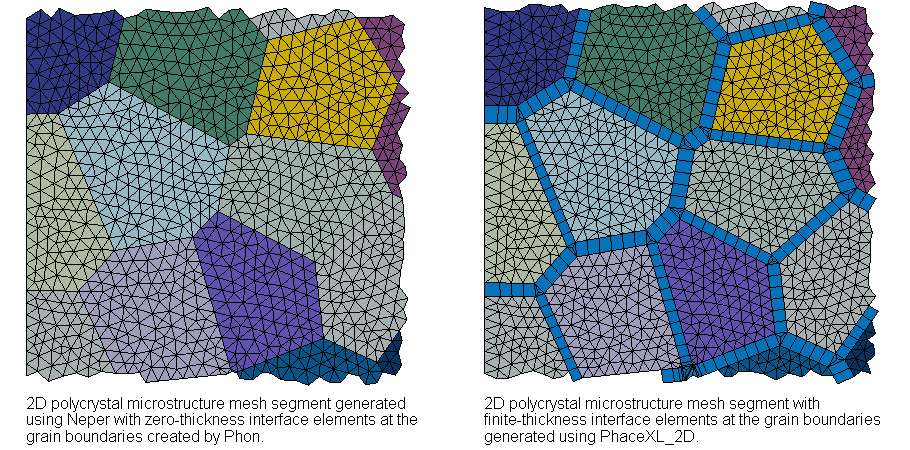 2D polycrystal microstructure mesh segment generated
using Neper with zero-thickness interface elements at the
grain boundaries created by Phon.
2D polycrystal microstructure mesh segment with
finite-thickness interface elements at the grain boundaries
generated using PhaceXL_2D.